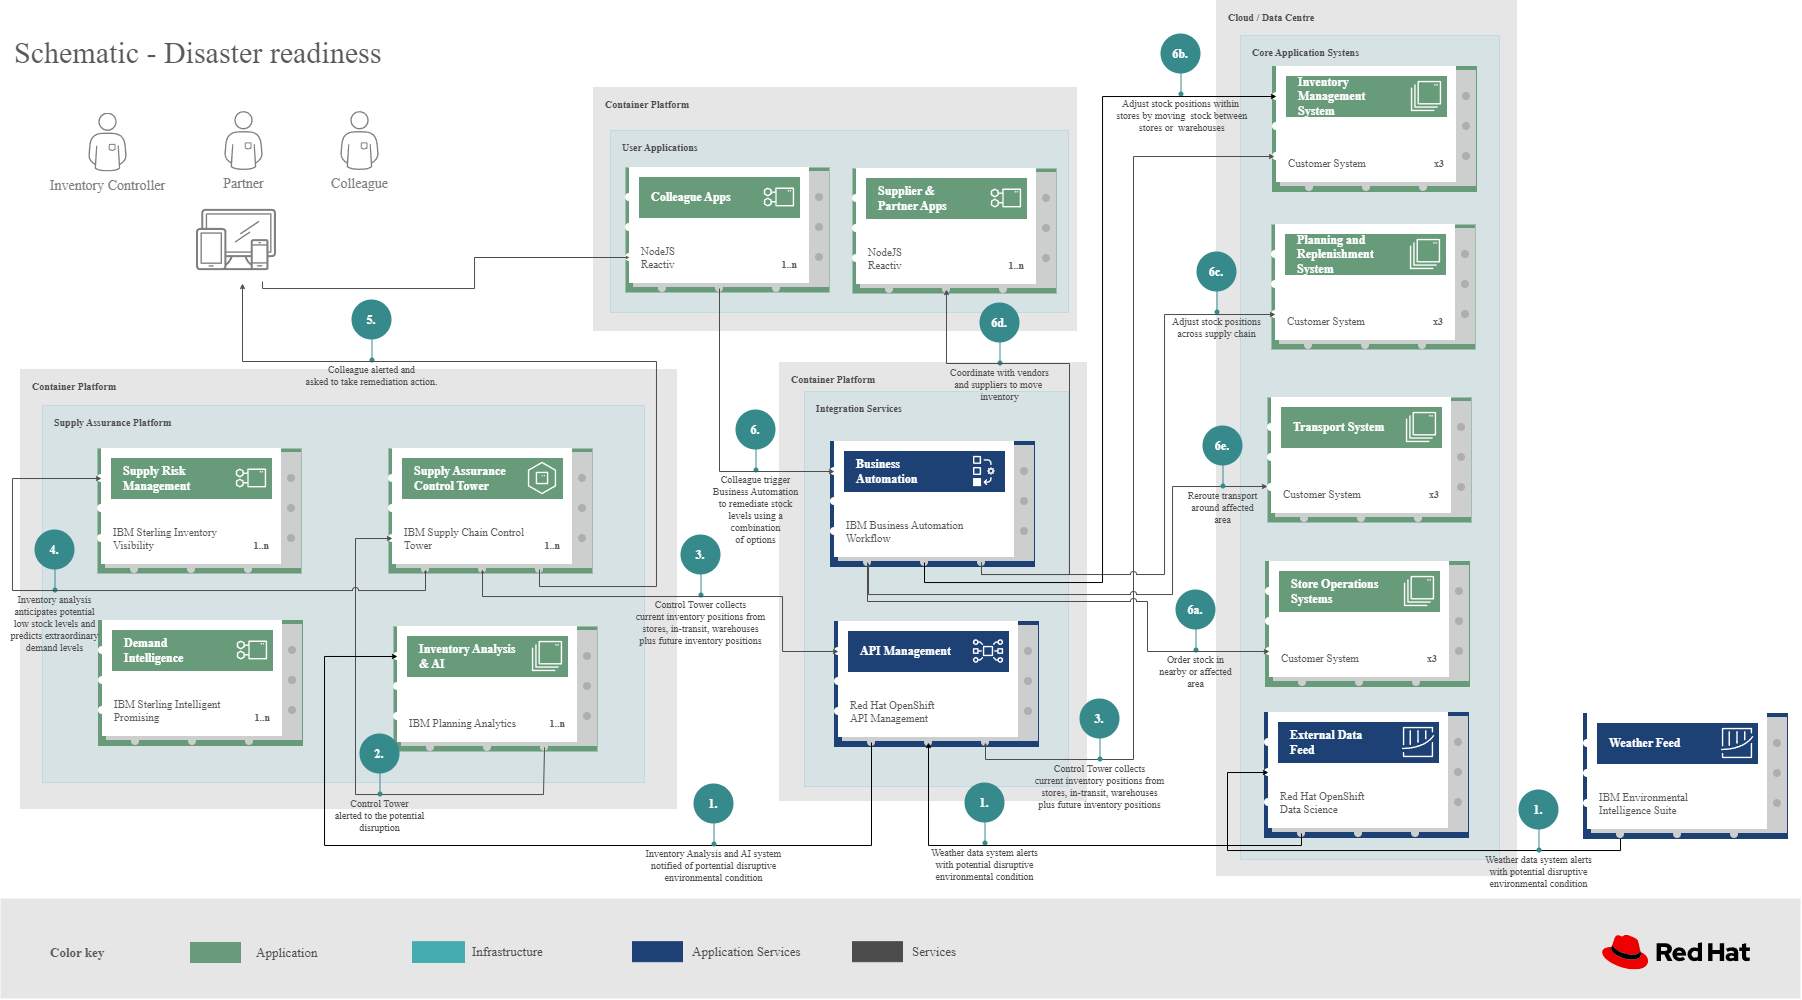 Schematic - Disaster readiness
Inventory Controller
Partner
Colleague
5.
Colleague alerted and
asked to take remediation action.
Container Platform
User Applications
Colleague Apps
NodeJS
Reactiv
1..n
Supplier &
Partner Apps
NodeJS
Reactiv
1..n
6d.
Coordinate with vendors
and suppliers to move
inventory
Container Platform
Supply Assurance Platform
Supply Risk
Management
IBM Sterling Inventory
Visibility
1..n
Supply Assurance
Control Tower
IBM Supply Chain Control
Tower
1..n
4.
Inventory analysis
anticipates potential
low stock levels and
predicts extraordinary
demand levels
Demand
Intelligence
IBM Sterling Intelligent
Promising
1..n
Inventory Analysis
& AI
IBM Planning Analytics
1..n
2.
Control Tower
alerted to the potential
disruption
3.
Control Tower collects
current inventory positions from
stores, in-transit, warehouses
plus future inventory positions
6.
Colleague trigger
Business Automation
to remediate stock
levels using a
combination
of options
Container Platform
Integration Services
Business
Automation
IBM Business Automation
Workflow
API Management
Red Hat OpenShift
API Management
3.
Control Tower collects
current inventory positions from
stores, in-transit, warehouses
plus future inventory positions
1.
Inventory Analysis and AI system
notified of potential disruptive
environmental condition
1.
Weather data system alerts
with potential disruptive
environmental condition
Cloud / Data Centre
Core Application Systens
6b.
Adjust stock positions within
stores by moving stock between
stores or warehouses
Inventory
Management
System
Customer System
x3
6c.
Adjust stock positions
across supply chain
Planning and
Replenishment
System
Customer System
x3
6e.
Reroute transport
around affected
area
Transport System
Customer System
x3
6a.
Order stock in
nearby or affected
area
Store Operations
Systems
Customer System
x3
External Data
Feed
Red Hat OpenShift
Data Science
Weather Feed
IBM Environmental
Intelligence Suite
1.
Weather data system alerts
with potential disruptive
environmental condition
Color key
Application
Infrastructure
Application Services
Services
Red Hat